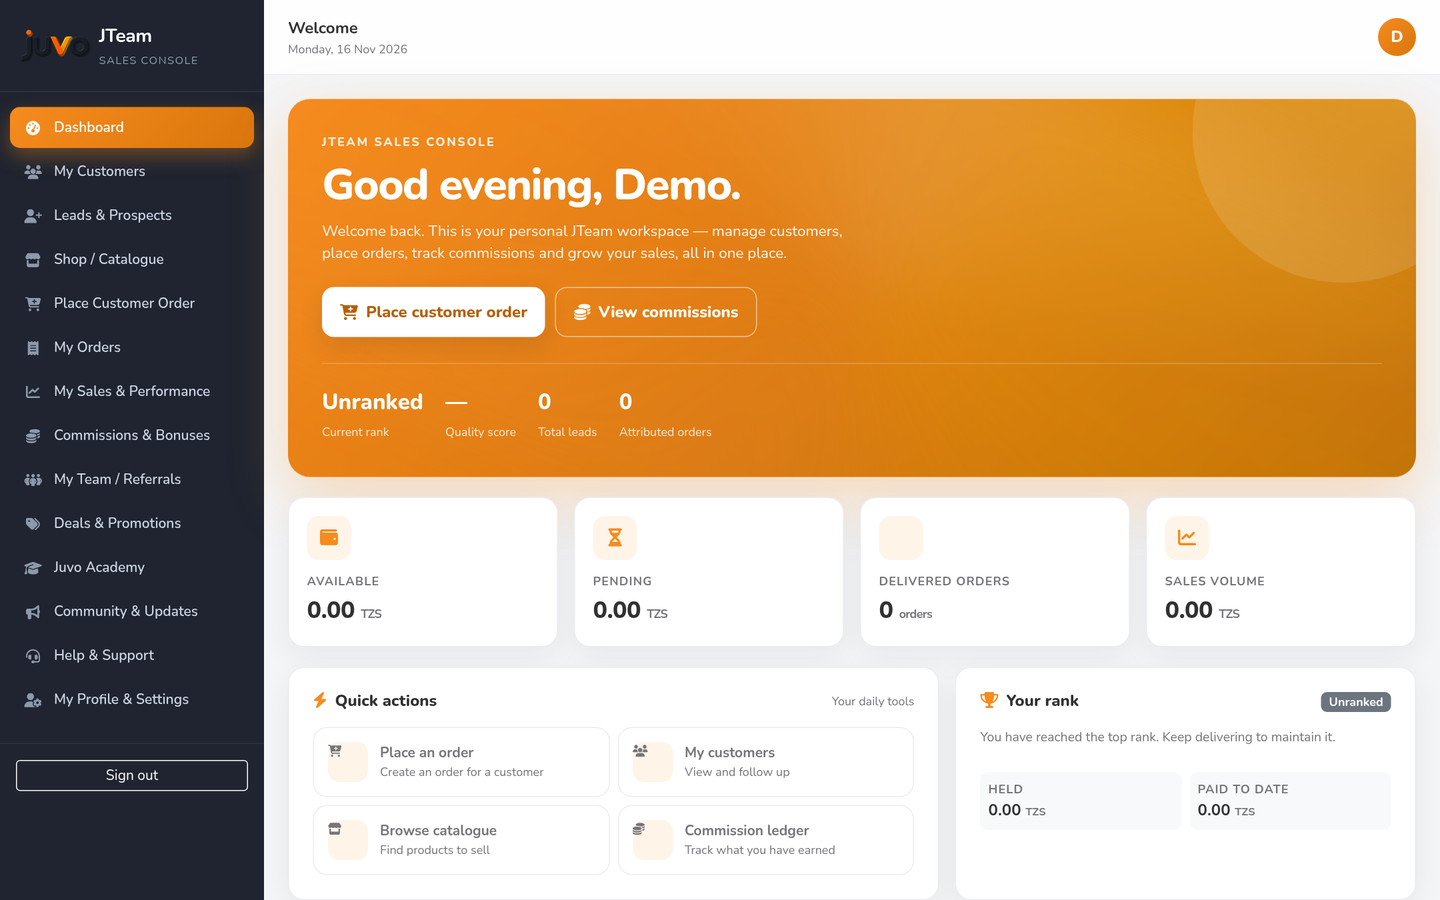 juvo
JTeam
SALES CONSOLE
Dashboard
My Customers
Leads & Prospects
Shop / Catalogue
Place Customer Order
My Orders
My Sales & Performance
Commissions & Bonuses
My Team / Referrals
Deals & Promotions
Juvo Academy
Community & Updates
Help & Support
My Profile & Settings
Sign out
Welcome
Monday, 16 Nov 2026
D
JTEAM SALES CONSOLE
Good evening, Demo.
Welcome back. This is your personal JTeam workspace — manage customers,
place orders, track commissions and grow your sales, all in one place.
Place customer order
View commissions
Unranked
Current rank
—
Quality score
0
Total leads
0
Attributed orders
AVAILABLE
0.00 TZS
PENDING
0.00 TZS
DELIVERED ORDERS
0 orders
SALES VOLUME
0.00 TZS
Quick actions
Your daily tools
Place an order
Create an order for a customer
My customers
View and follow up
Browse catalogue
Find products to sell
Commission ledger
Track what you have earned
Your rank
Unranked
You have reached the top rank. Keep delivering to maintain it.
HELD
0.00 TZS
PAID TO DATE
0.00 TZS